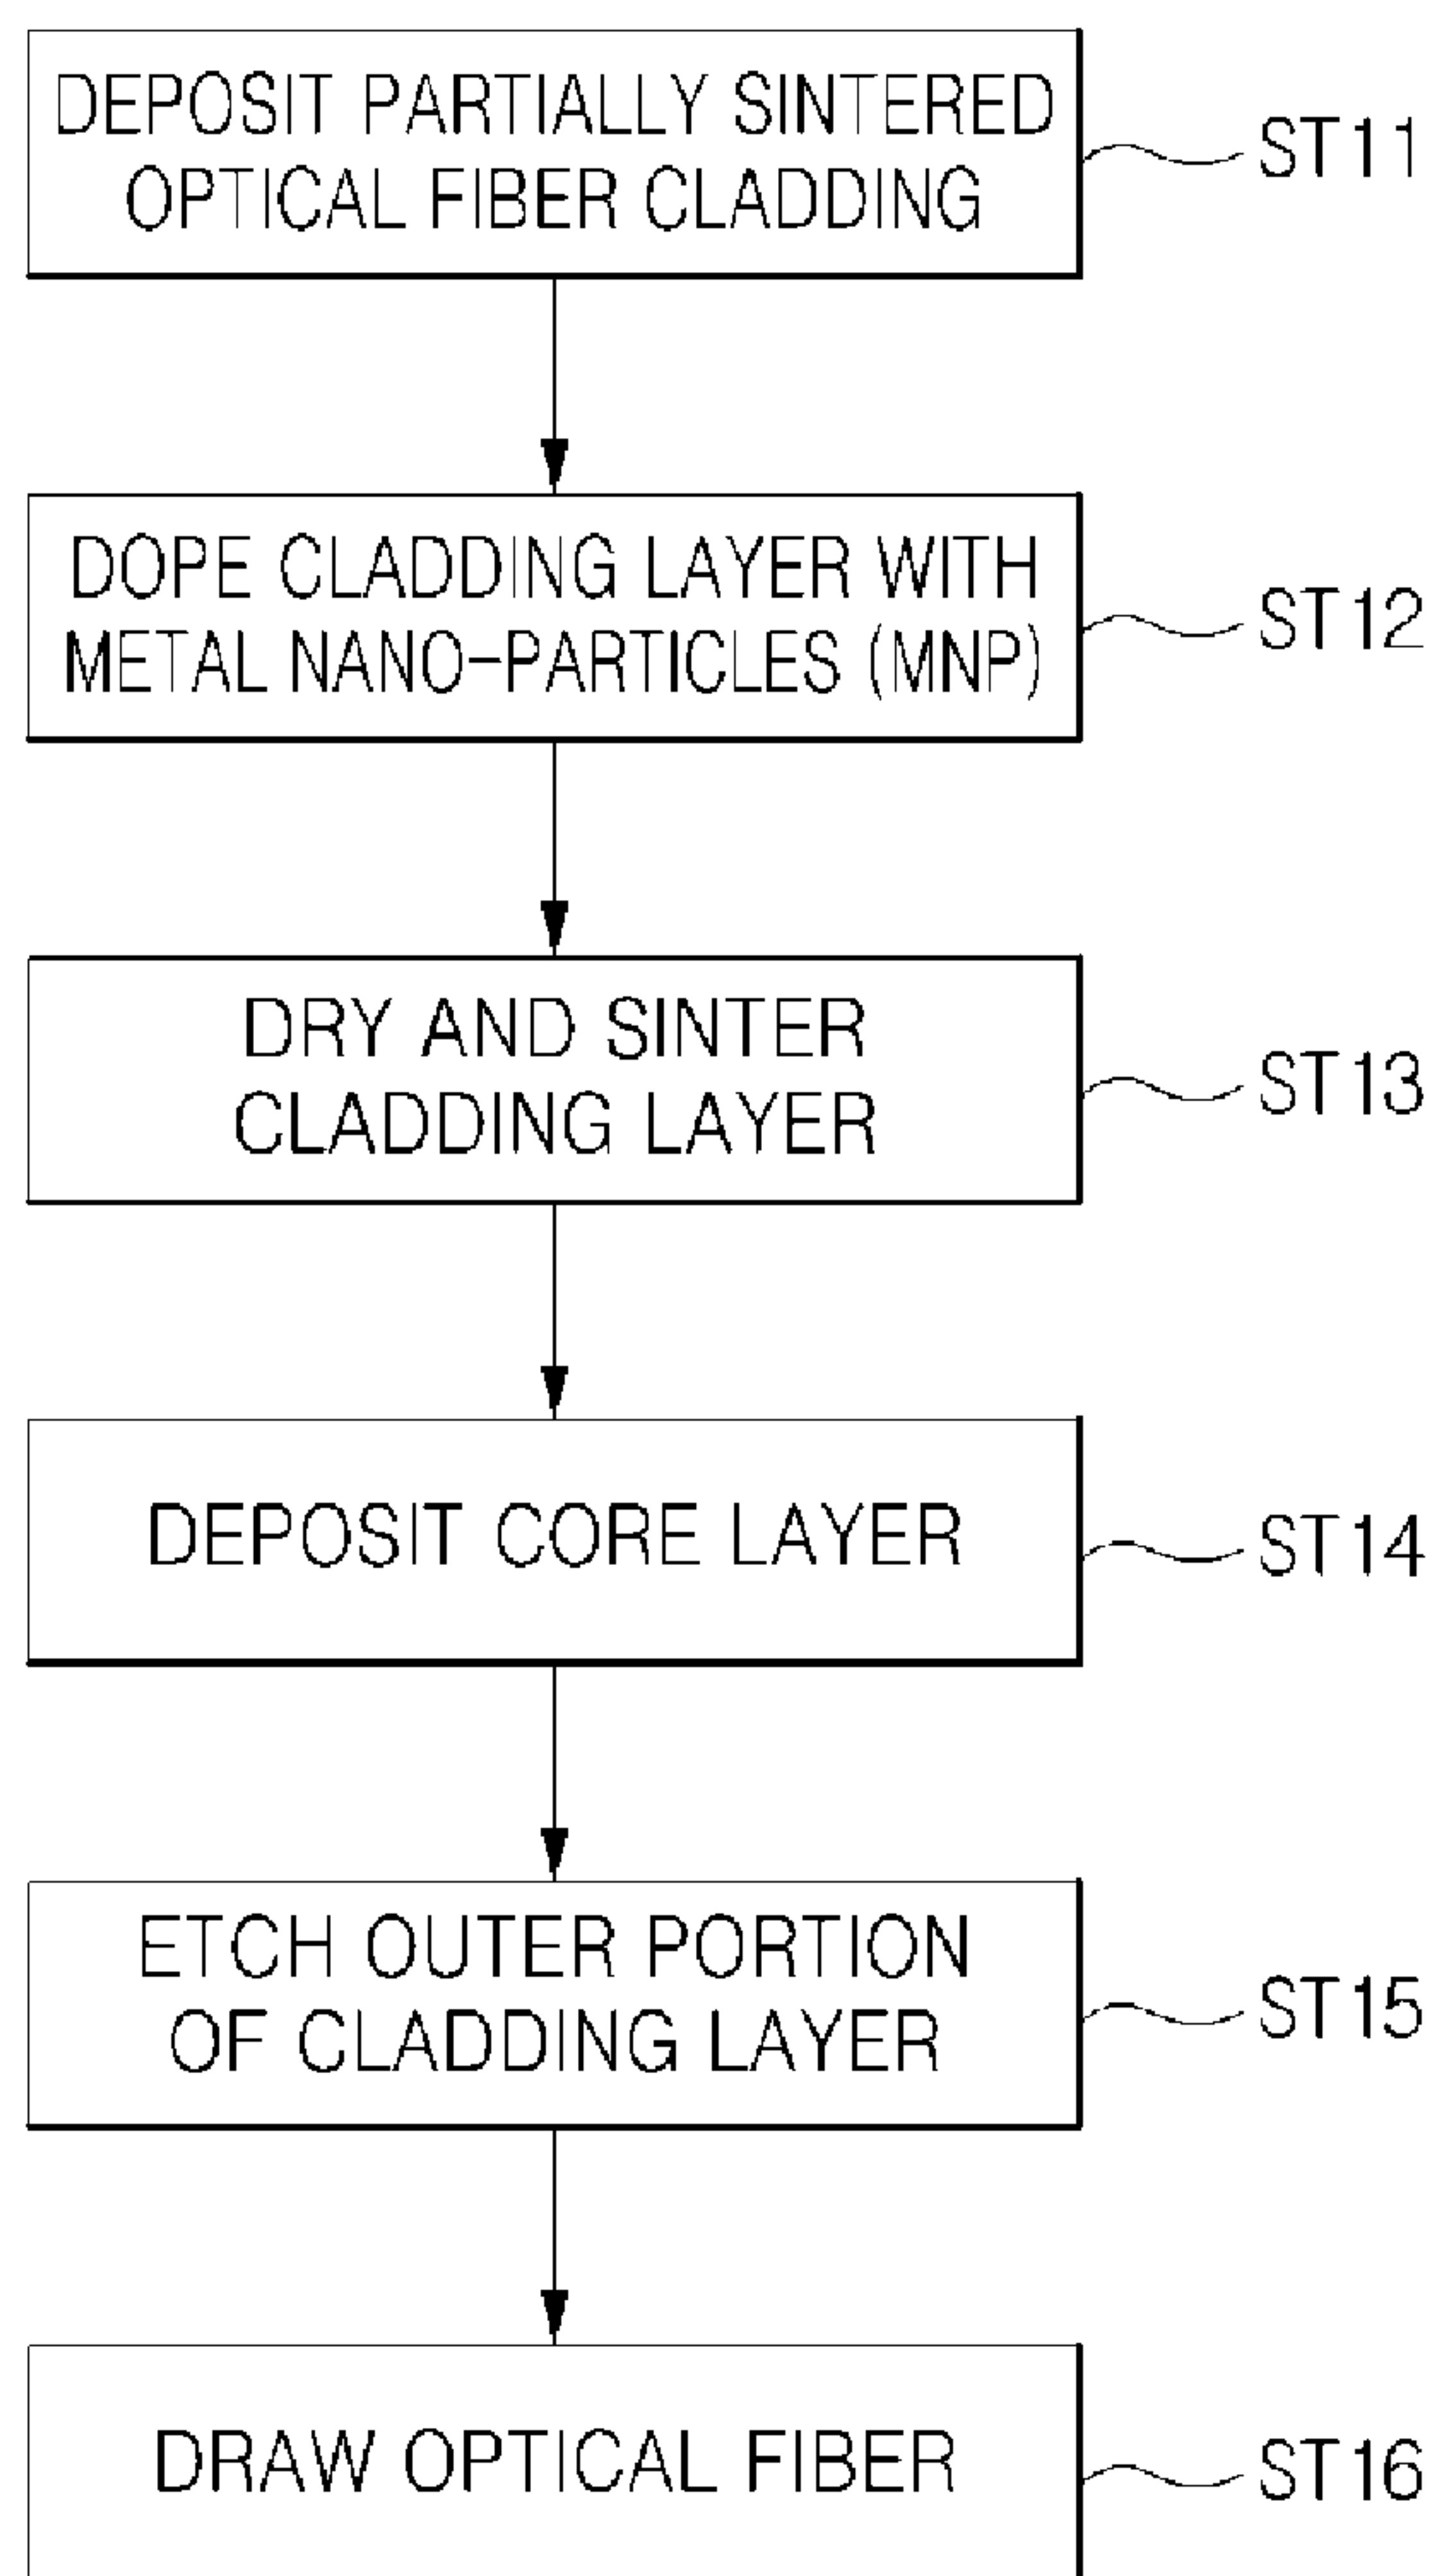 DEPOSIT PARTIALLY SINTERED
OPTICAL FIBER CLADDING
ST11
DOPE CLADDING LAYER WITH
METAL NANO-PARTICLES (MNP)
ST12
DRY AND SINTER
CLADDING LAYER
ST13
DEPOSIT CORE LAYER
ST14
ETCH OUTER PORTION
OF CLADDING LAYER
ST15
DRAW OPTICAL FIBER
ST16